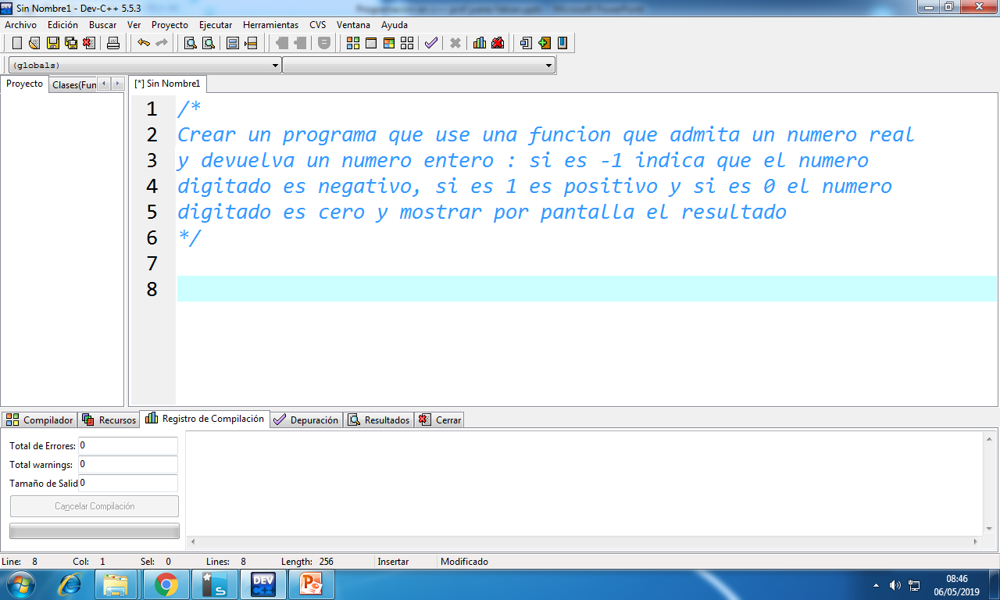 Sin Nombre1 - Dev-C++ 5.5.3
Archivo Edición Buscar Ver Proyecto Ejecutar Herramientas CVS Ventana Ayuda
(globals)
Proyecto Clases(Fun
[*] Sin Nombre1
1 /*
2 Crear un programa que use una funcion que admita un numero real
3 y devuelva un numero entero : si es -1 indica que el numero
4 digitado es negativo, si es 1 es positivo y si es 0 el numero
5 digitado es cero y mostrar por pantalla el resultado
6 */
7
8
Compilador Recursos Registro de Compilación Depuración Resultados Cerrar
Total de Errores: 0
Total warnings: 0
Tamaño de Salid 0
Cancelar Compilación
Line: 8 Col: 1 Sel: 0 Lines: 8 Length: 256 Insertar Modificado
DEV C++
08:46
06/05/2019